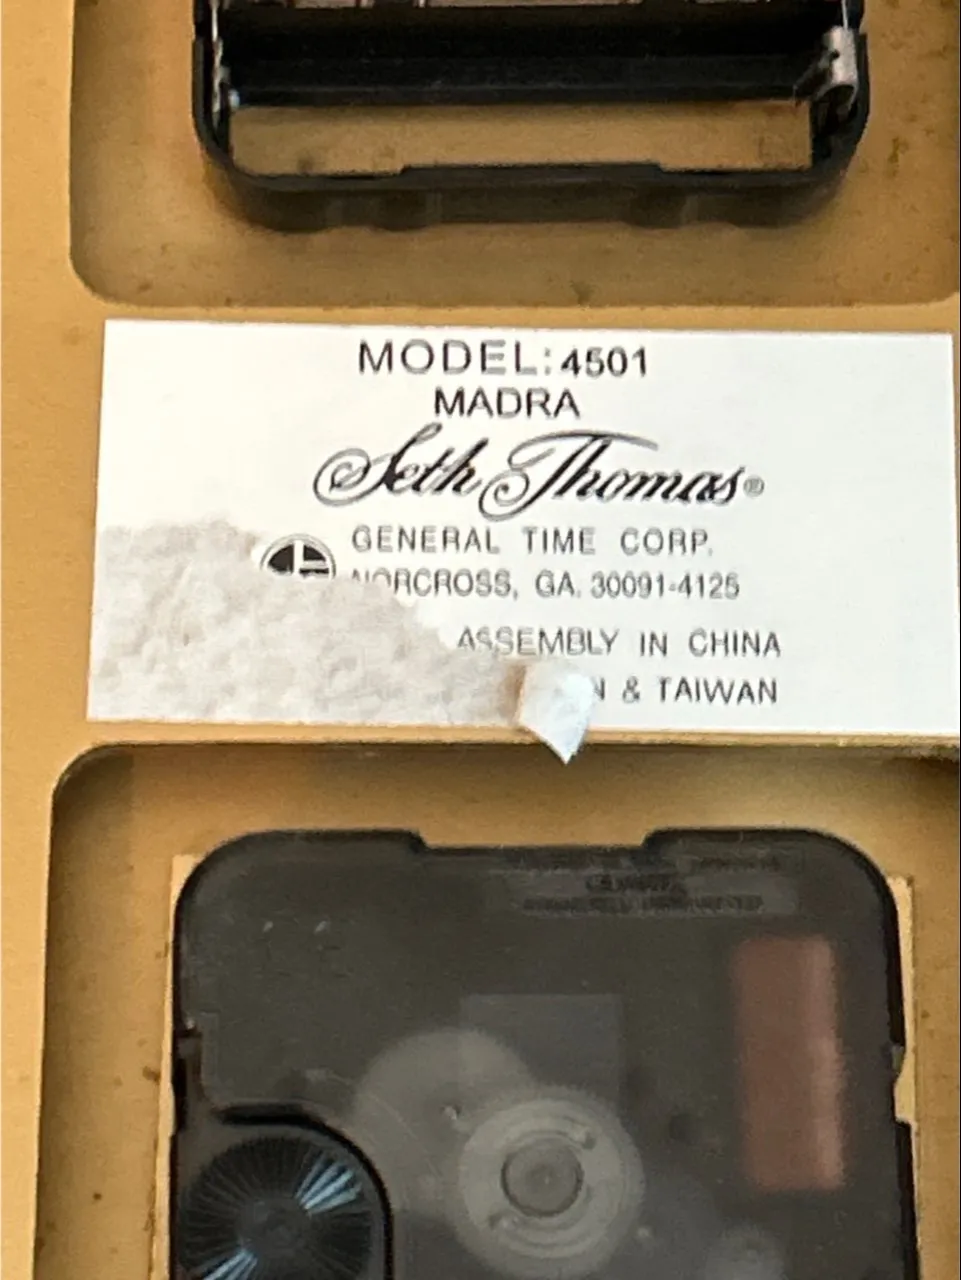 MODEL: 4501
MADRA
Seth Thomas®
GENERAL TIME CORP.
NORCROSS, GA. 30091-4125
ASSEMBLY IN CHINA
& TAIWAN